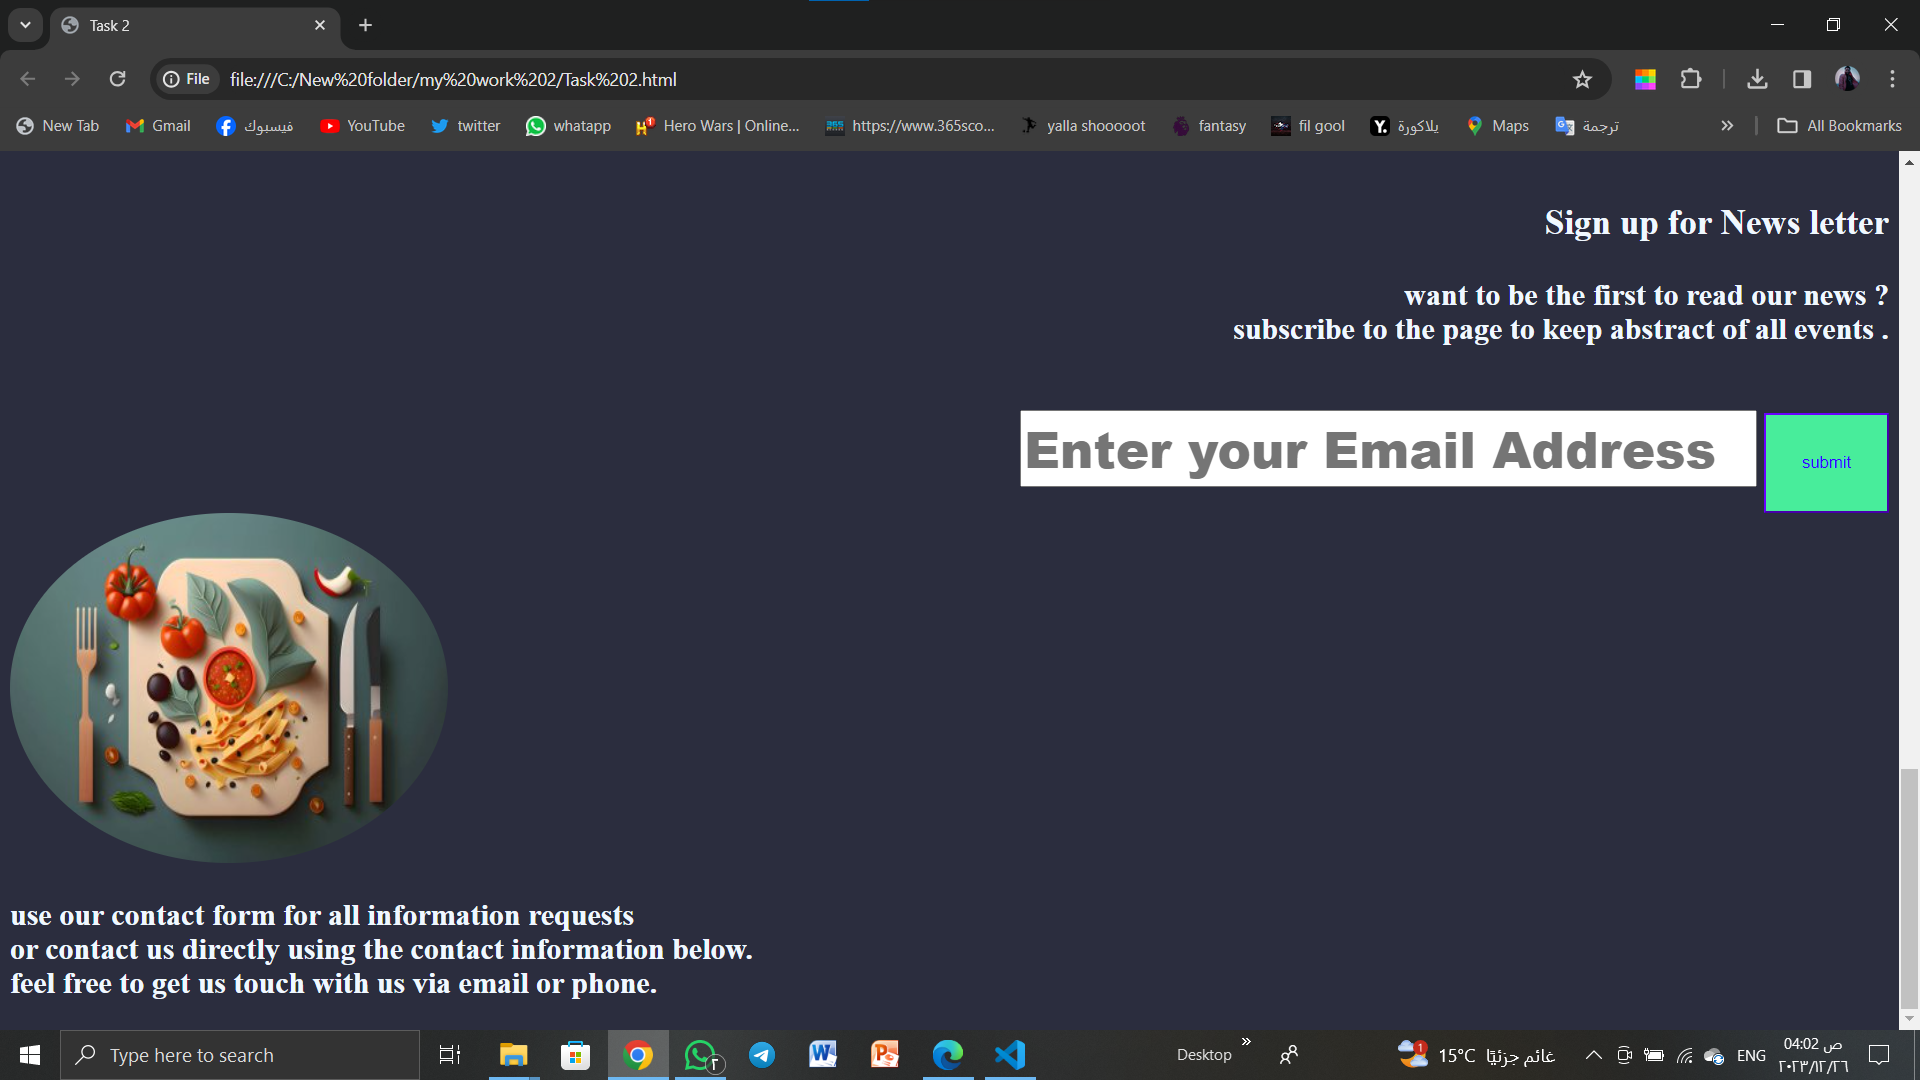 Task 2
File
file:///C:/New%20folder/my%20work%202/Task%202.html
New Tab
Gmail
فيسبوك
YouTube
twitter
whatapp
Hero Wars | Online...
https://www.365sco...
yalla shooooot
fantasy
fil gool
يلاكورة
Maps
ترجمة
All Bookmarks
Sign up for News letter
want to be the first to read our news ?
subscribe to the page to keep abstract of all events .
Enter your Email Address
submit
use our contact form for all information requests
or contact us directly using the contact information below.
feel free to get us touch with us via email or phone.
Type here to search
Desktop
15°C غائم جزئيًا
ENG
04:02 ص
٢٠٢٣/١٢/٢٦